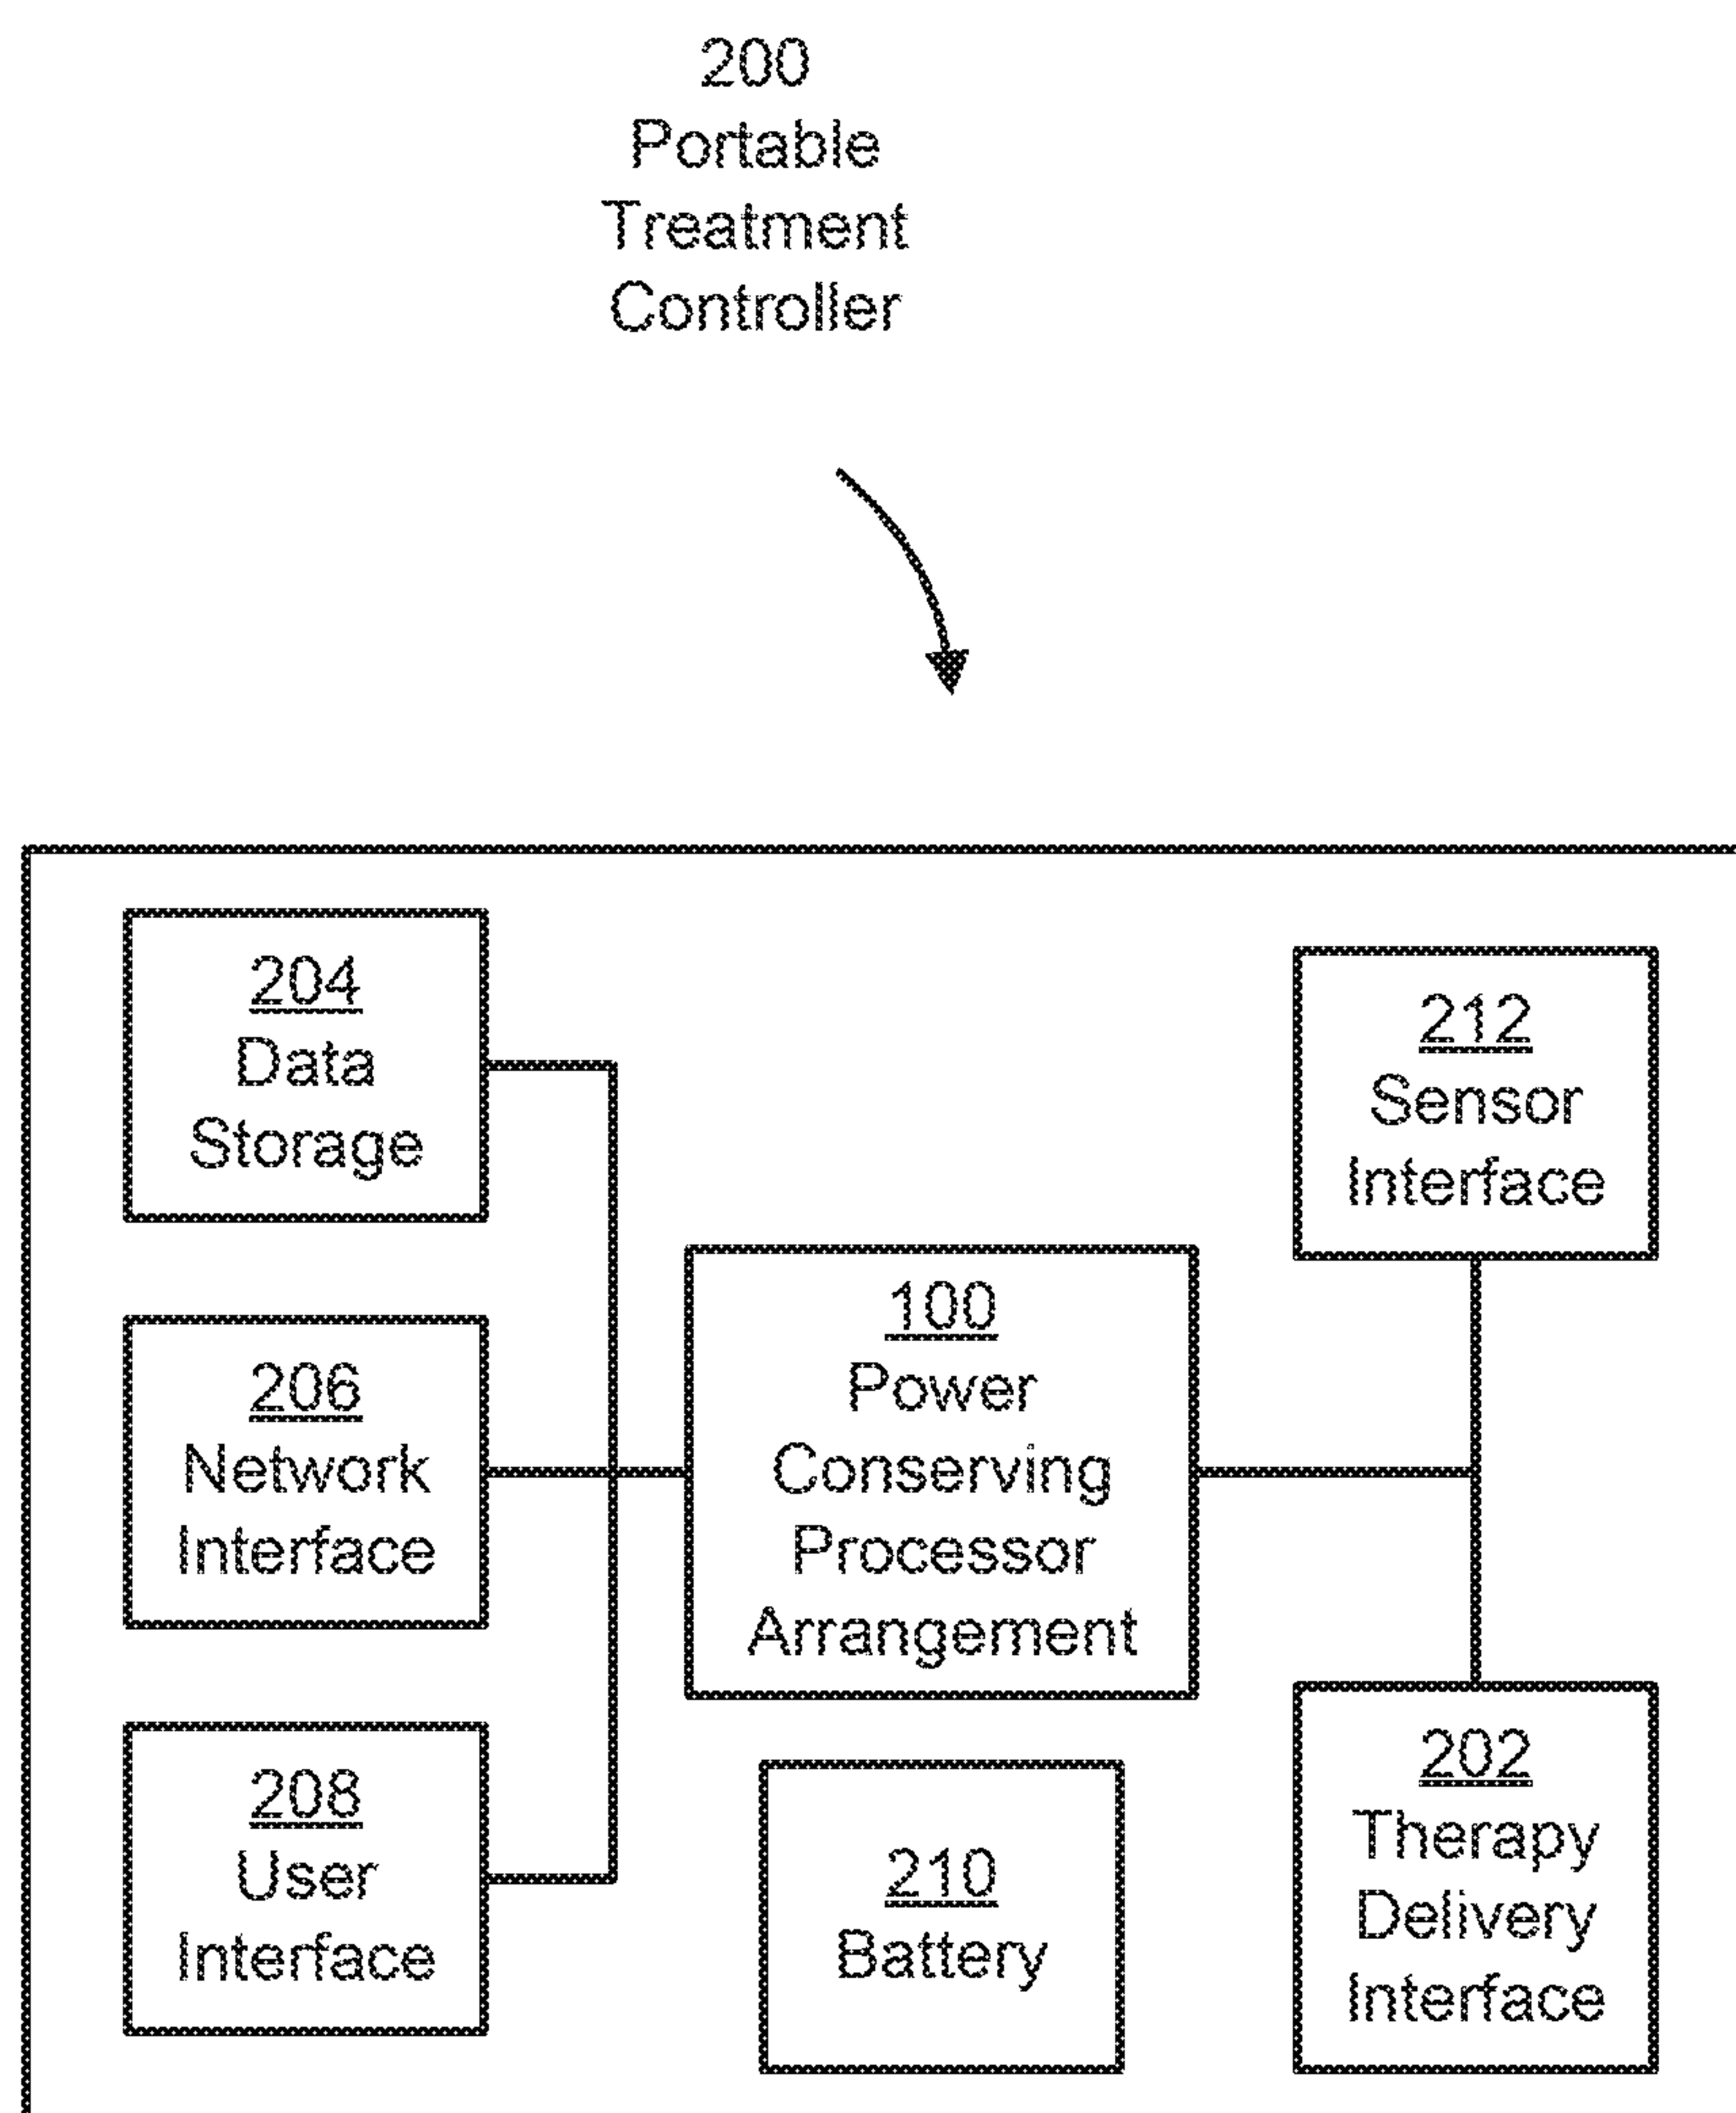 200
Portable
Treatment
Controller
204
Data
Storage
206
Network
Interface
208
User
Interface
100
Power
Conserving
Processor
Arrangement
210
Battery
212
Sensor
Interface
202
Therapy
Delivery
Interface